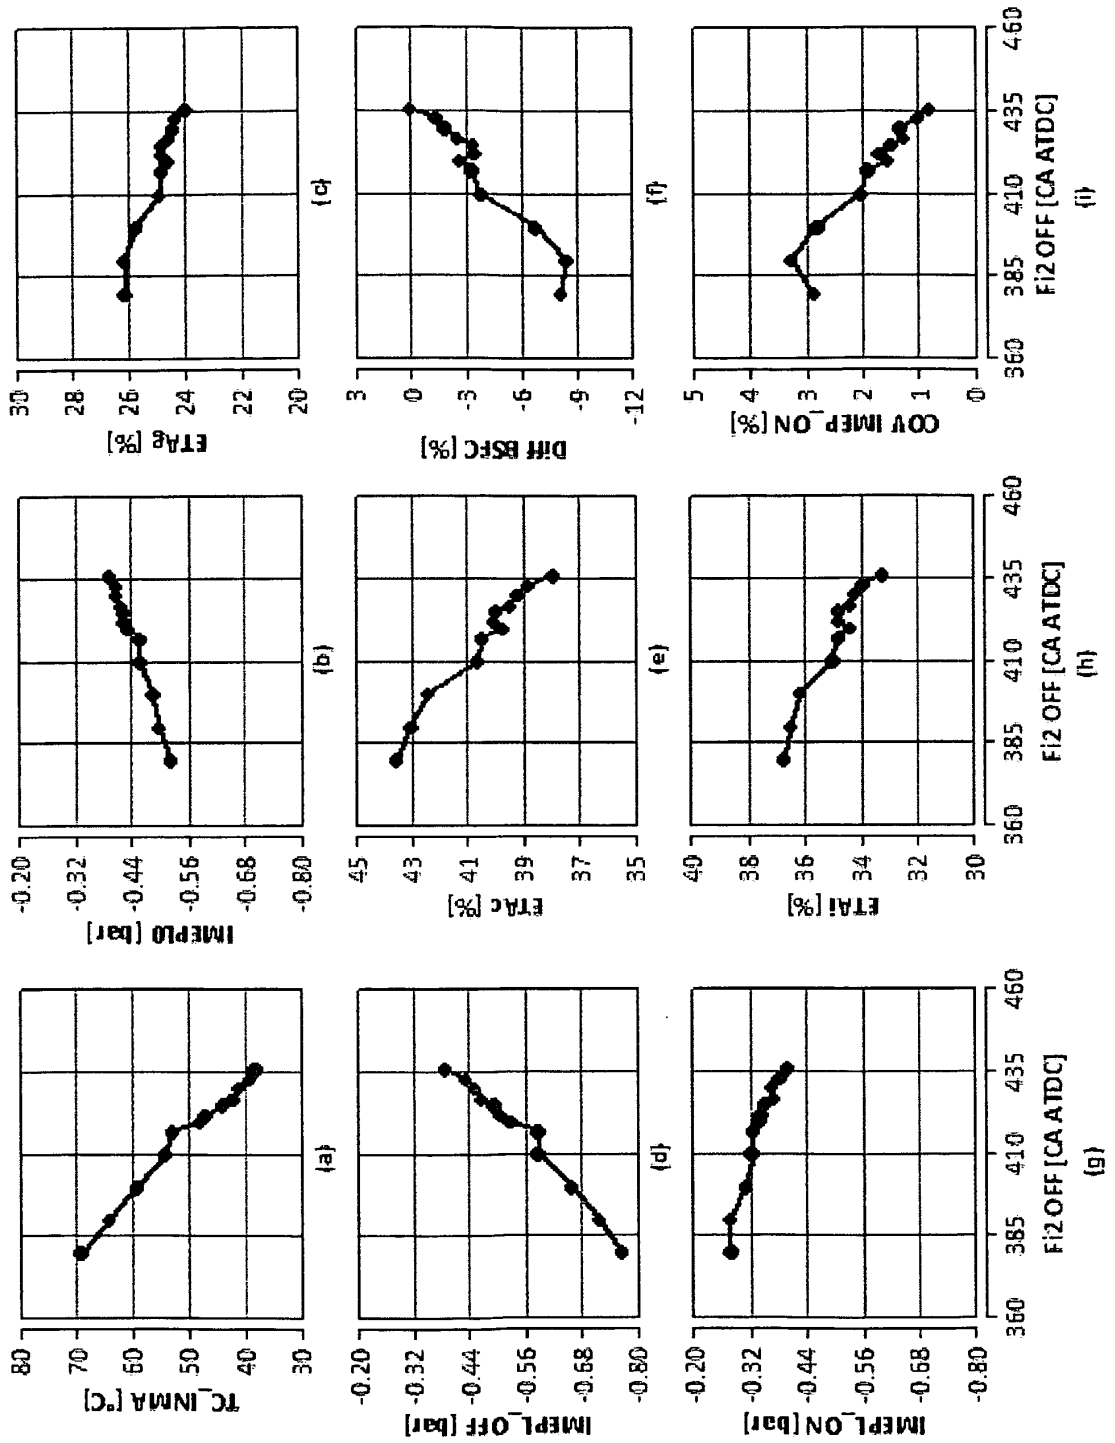 80
70
60
50
40
30
TC_INMA [°C]
(a)
-0.20
-0.32
-0.44
-0.56
-0.68
-0.80
IMEPL0 [bar]
(b)
30
28
26
24
22
20
ETAg [%]
(c)
-0.20
-0.32
-0.44
-0.56
-0.68
-0.80
IMEPL_OFF [bar]
(d)
45
43
41
39
37
35
ETAc [%]
(e)
3
0
-3
-6
-9
-12
Diff BSFC [%]
(f)
-0.20
-0.32
-0.44
-0.56
-0.68
-0.80
IMEPL_ON [bar]
360 385 410 435 460
Fi2 OFF [CA ATDC]
(g)
40
38
36
34
32
30
ETAi [%]
360 385 410 435 460
Fi2 OFF [CA ATDC]
(h)
5
4
3
2
1
0
COV IMEP_ON [%]
360 385 410 435 460
Fi2 OFF [CA ATDC]
(i)